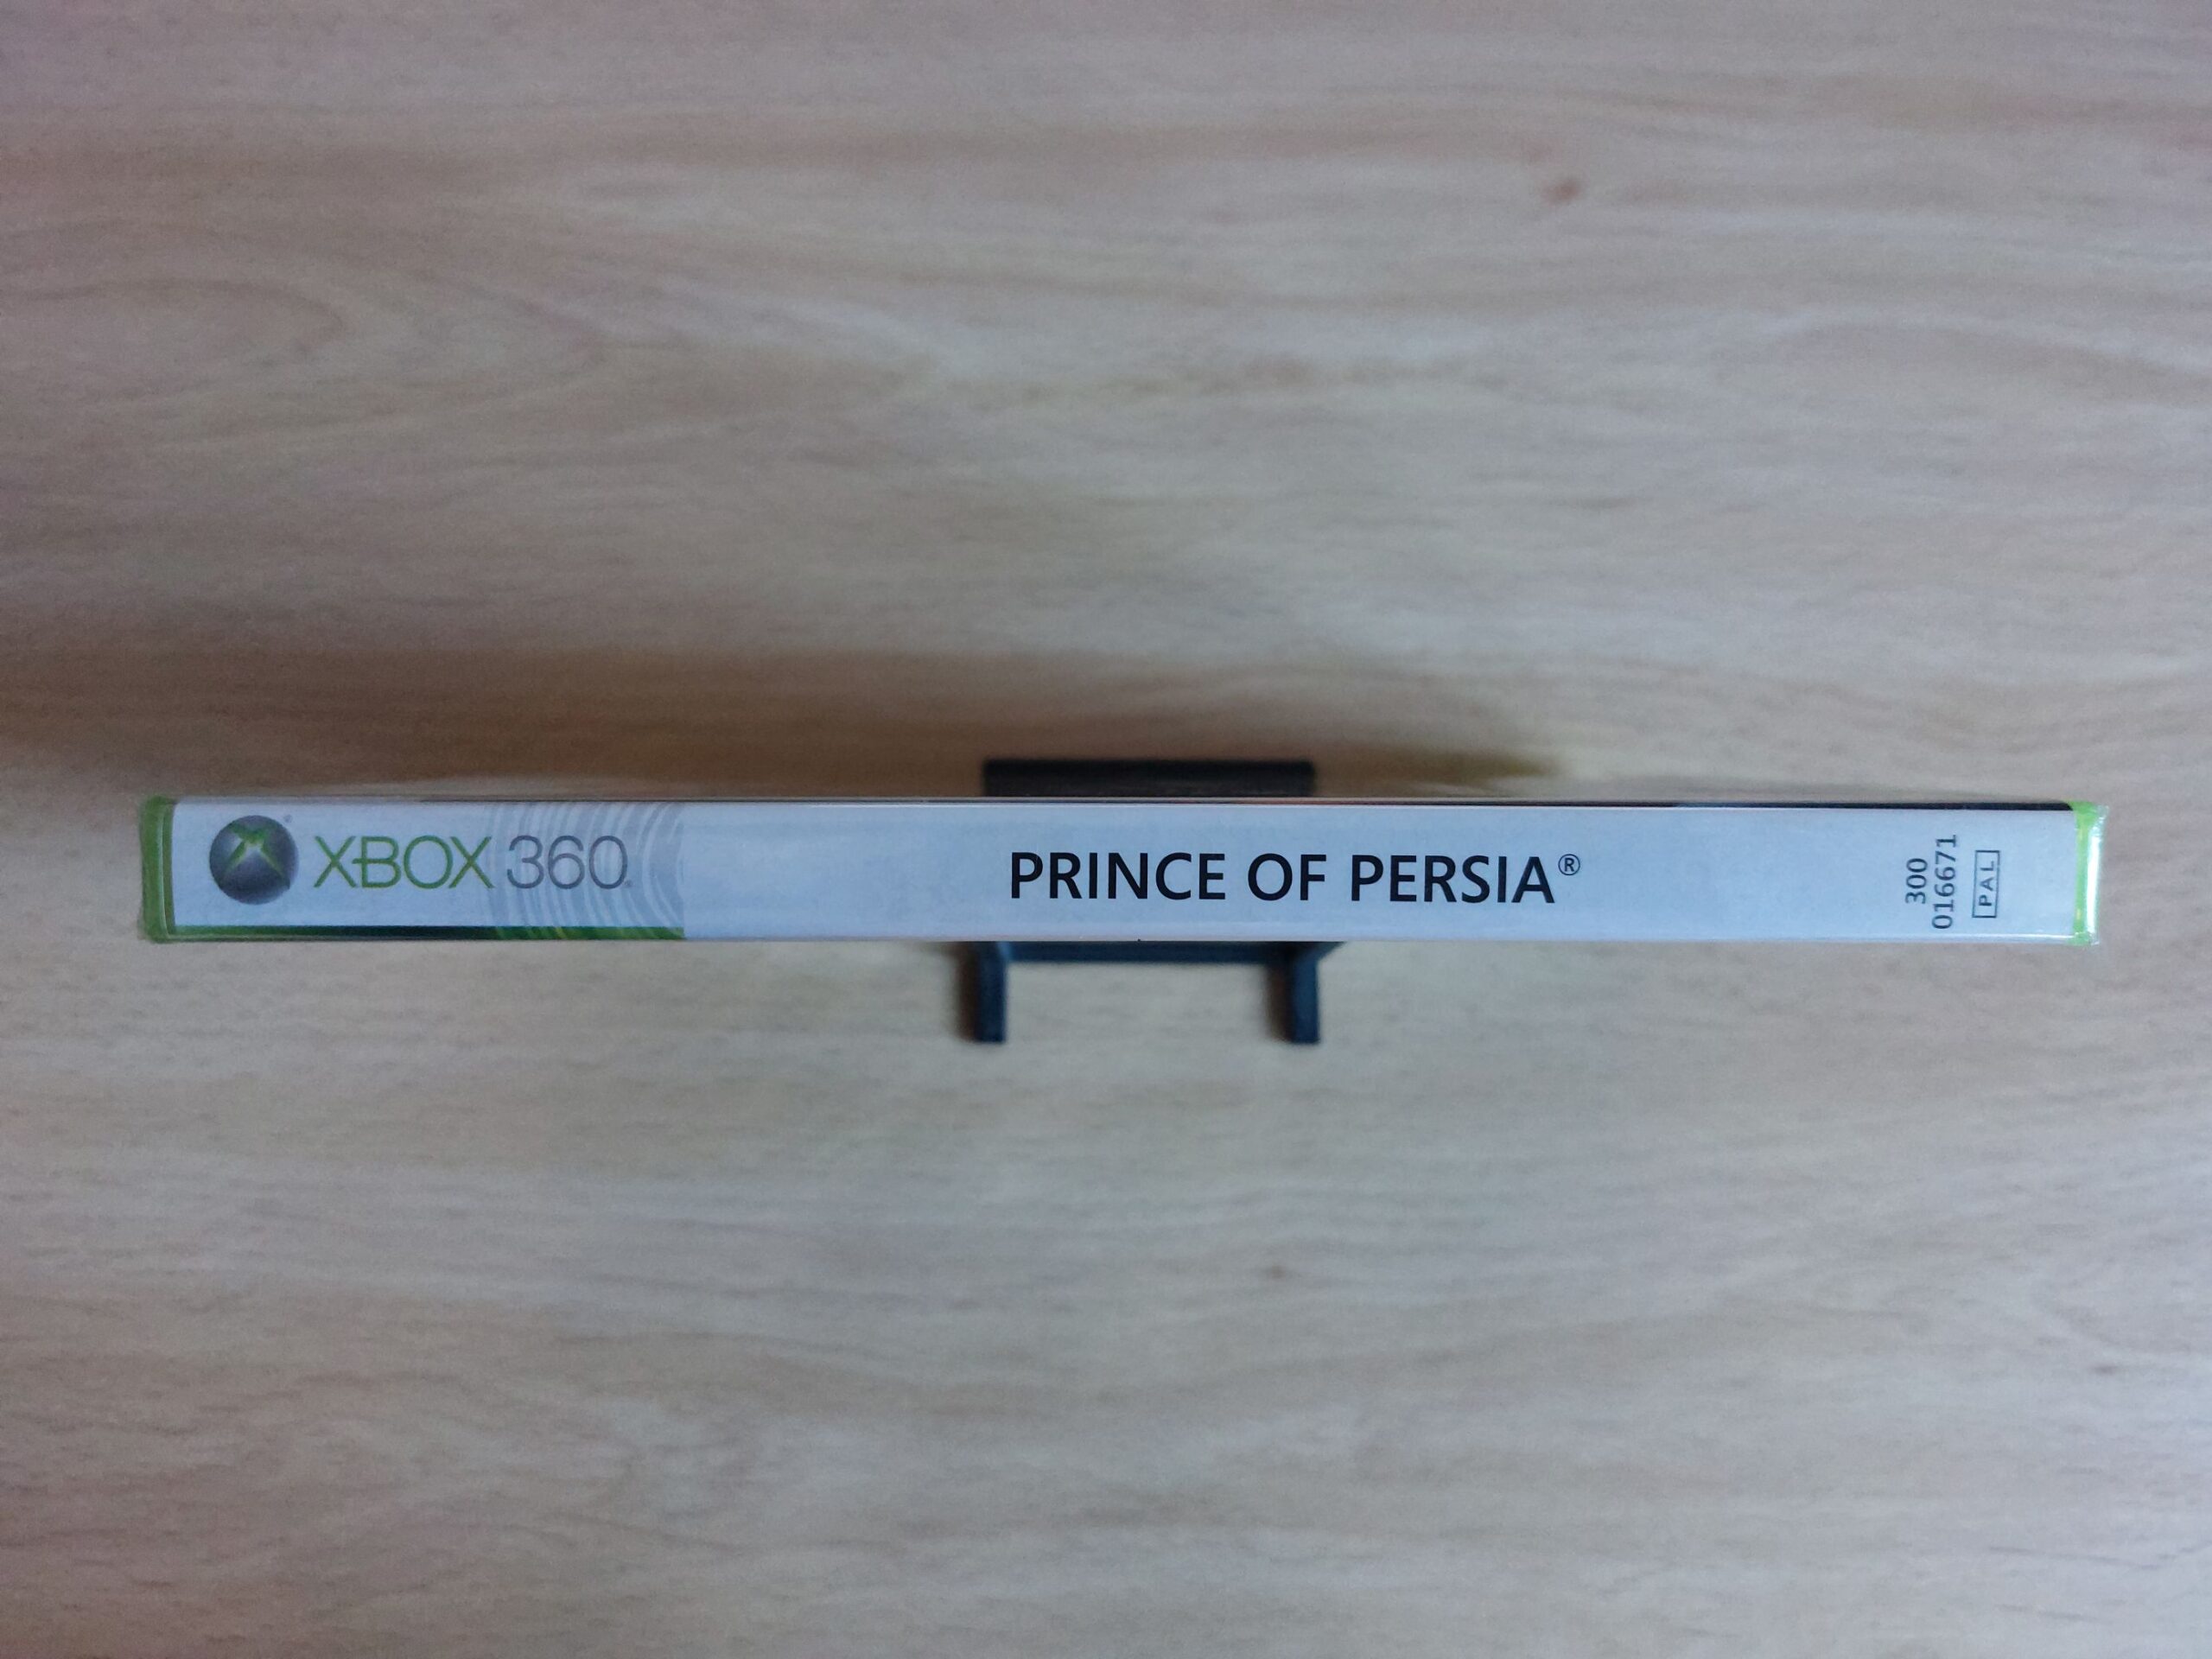 XBOX 360
PRINCE OF PERSIA®
300
016671
PAL